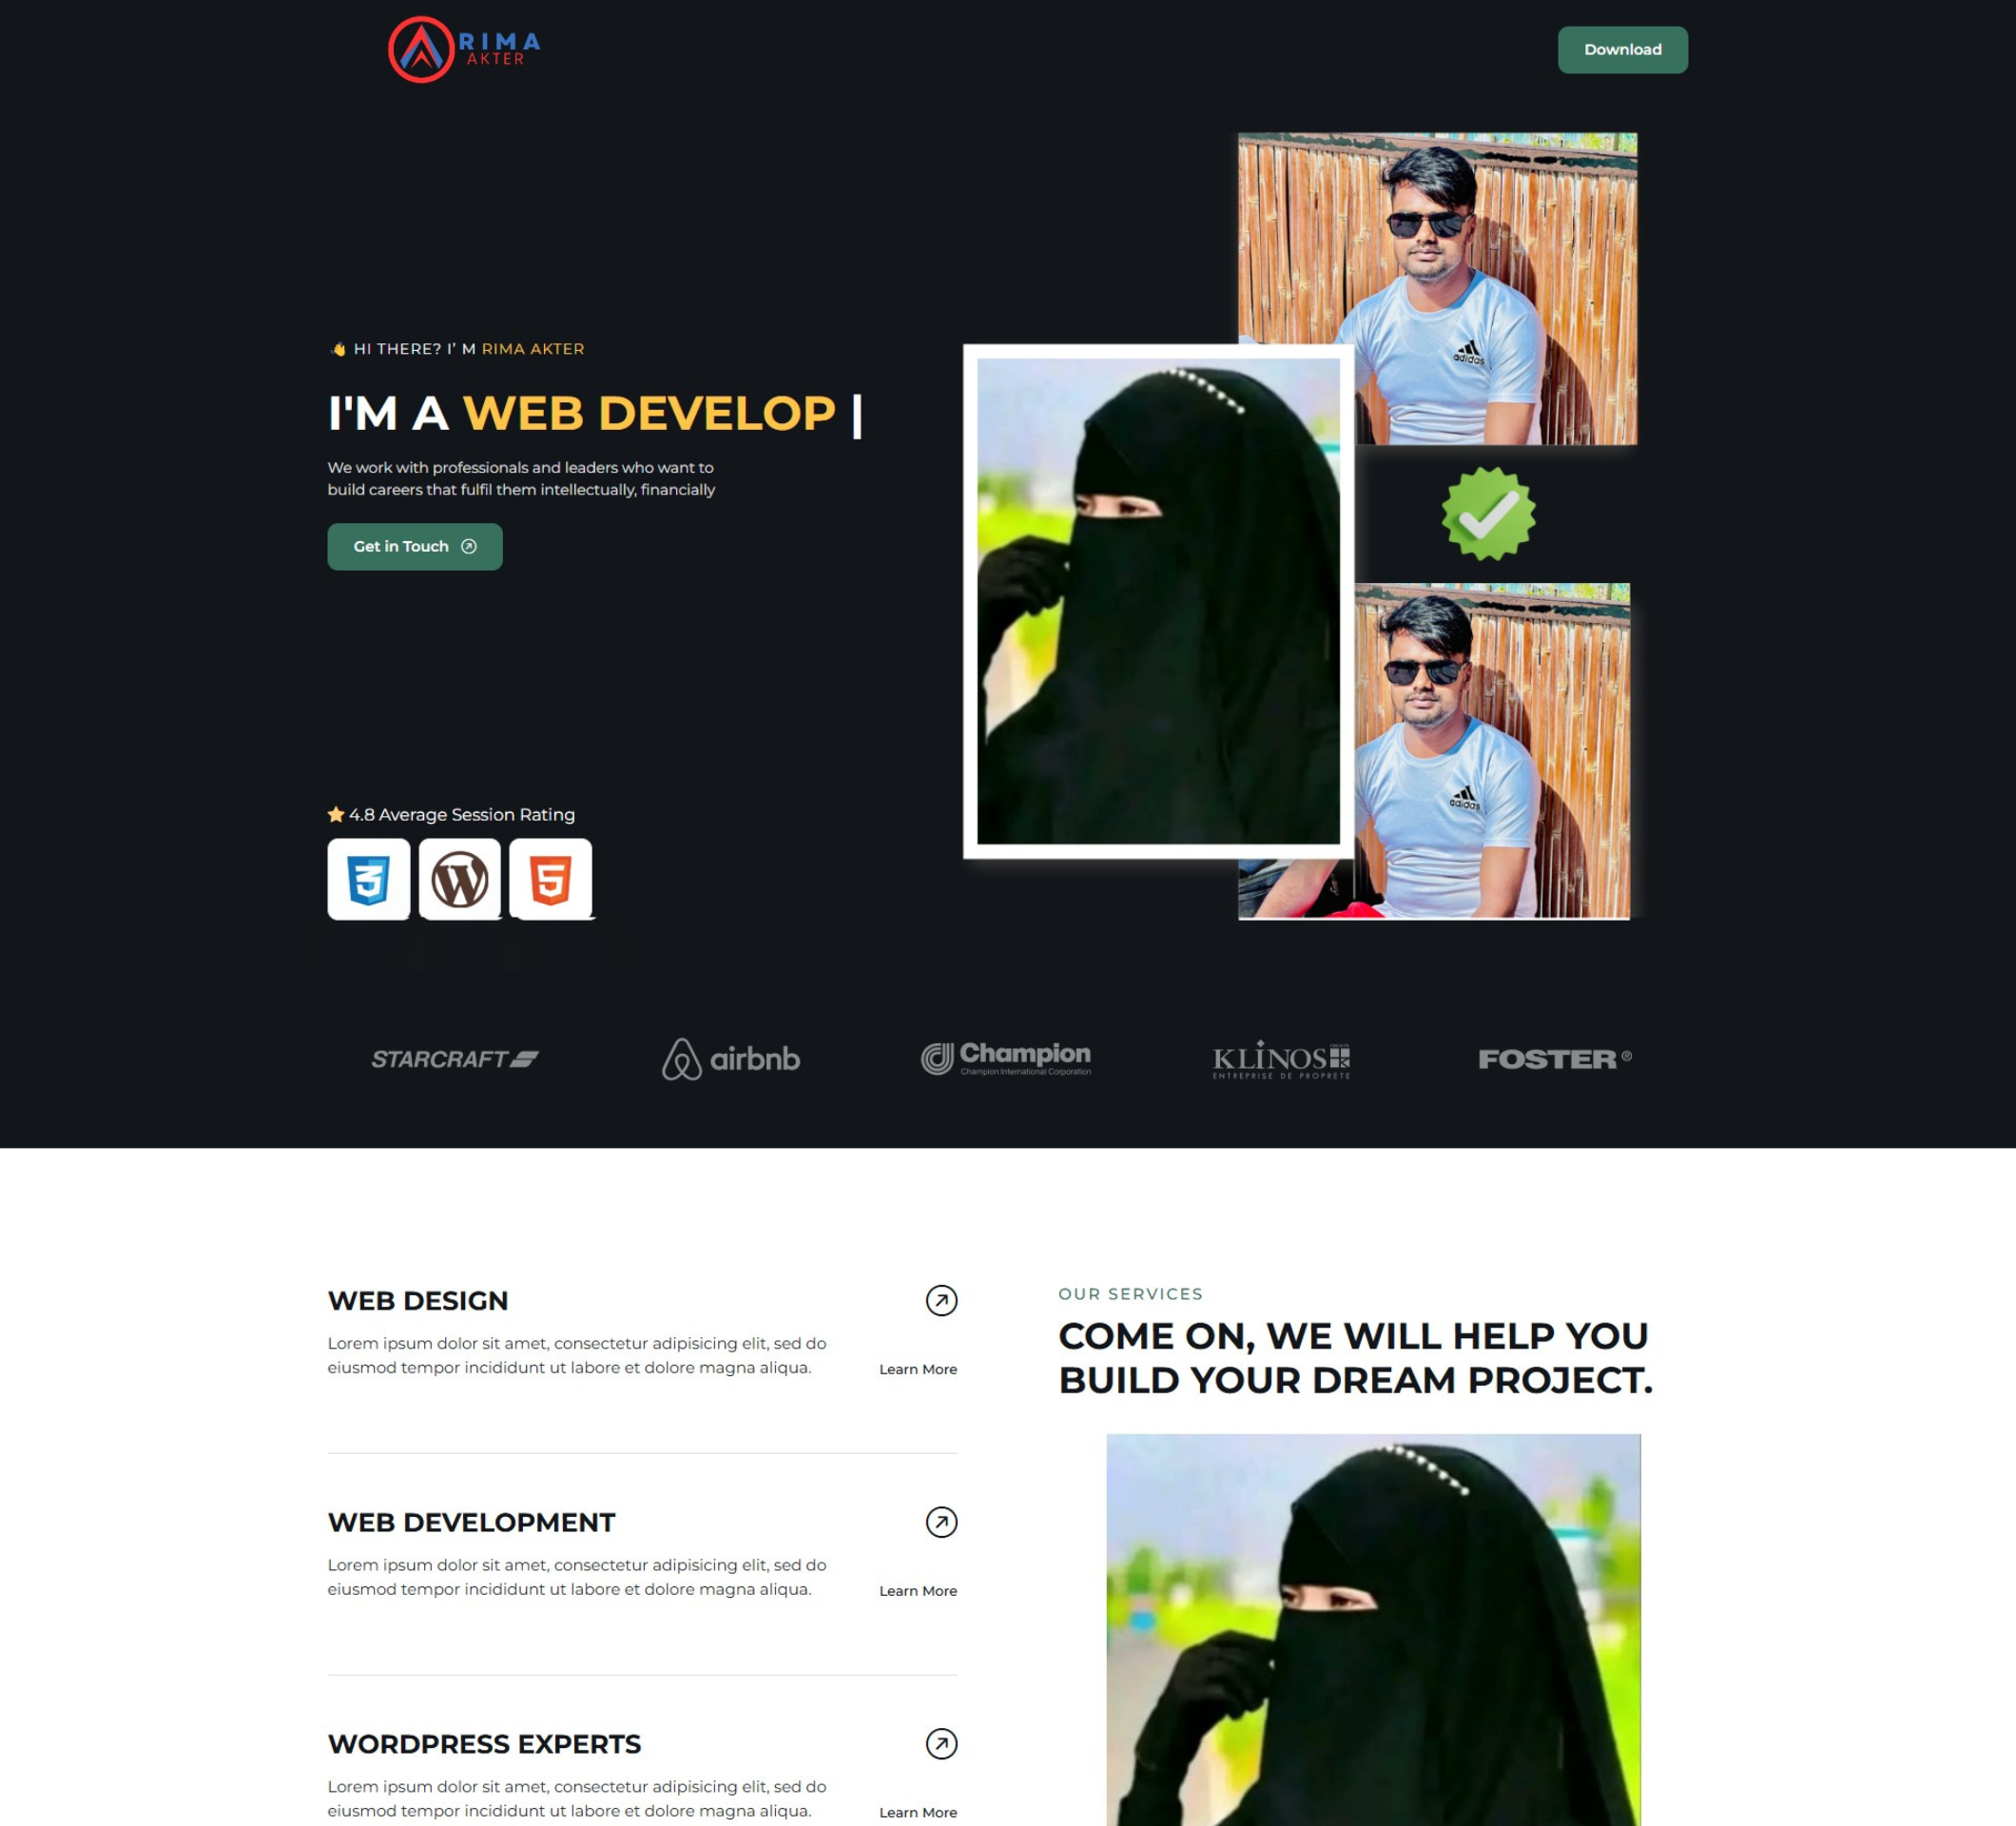 RIMA
AKTER
Download
👋 HI THERE? I' M RIMA AKTER
I'M A WEB DEVELOP |
We work with professionals and leaders who want to
build careers that fulfil them intellectually, financially
Get in Touch
adidas
adidas
⭐ 4.8 Average Session Rating
3
W
5
STARCRAFT
airbnb
Champion
Champion International Corporation
KLINOS
ENTREPRISE DE PROPRETE
FOSTER®
WEB DESIGN
Lorem ipsum dolor sit amet, consectetur adipisicing elit, sed do
eiusmod tempor incididunt ut labore et dolore magna aliqua.
Learn More
WEB DEVELOPMENT
Lorem ipsum dolor sit amet, consectetur adipisicing elit, sed do
eiusmod tempor incididunt ut labore et dolore magna aliqua.
Learn More
WORDPRESS EXPERTS
Lorem ipsum dolor sit amet, consectetur adipisicing elit, sed do
eiusmod tempor incididunt ut labore et dolore magna aliqua.
Learn More
OUR SERVICES
COME ON, WE WILL HELP YOU
BUILD YOUR DREAM PROJECT.